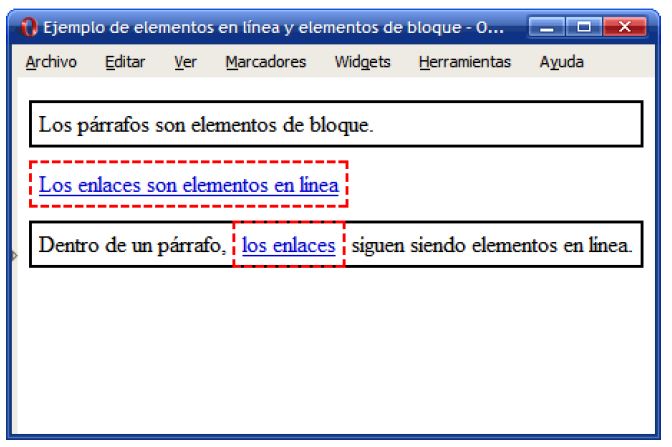 Ejemplo de elementos en línea y elementos de bloque - O...
Archivo Editar Ver Marcadores Widgets Herramientas Ayuda
Los párrafos son elementos de bloque.
Los enlaces son elementos en línea
Dentro de un párrafo, los enlaces siguen siendo elementos en línea.